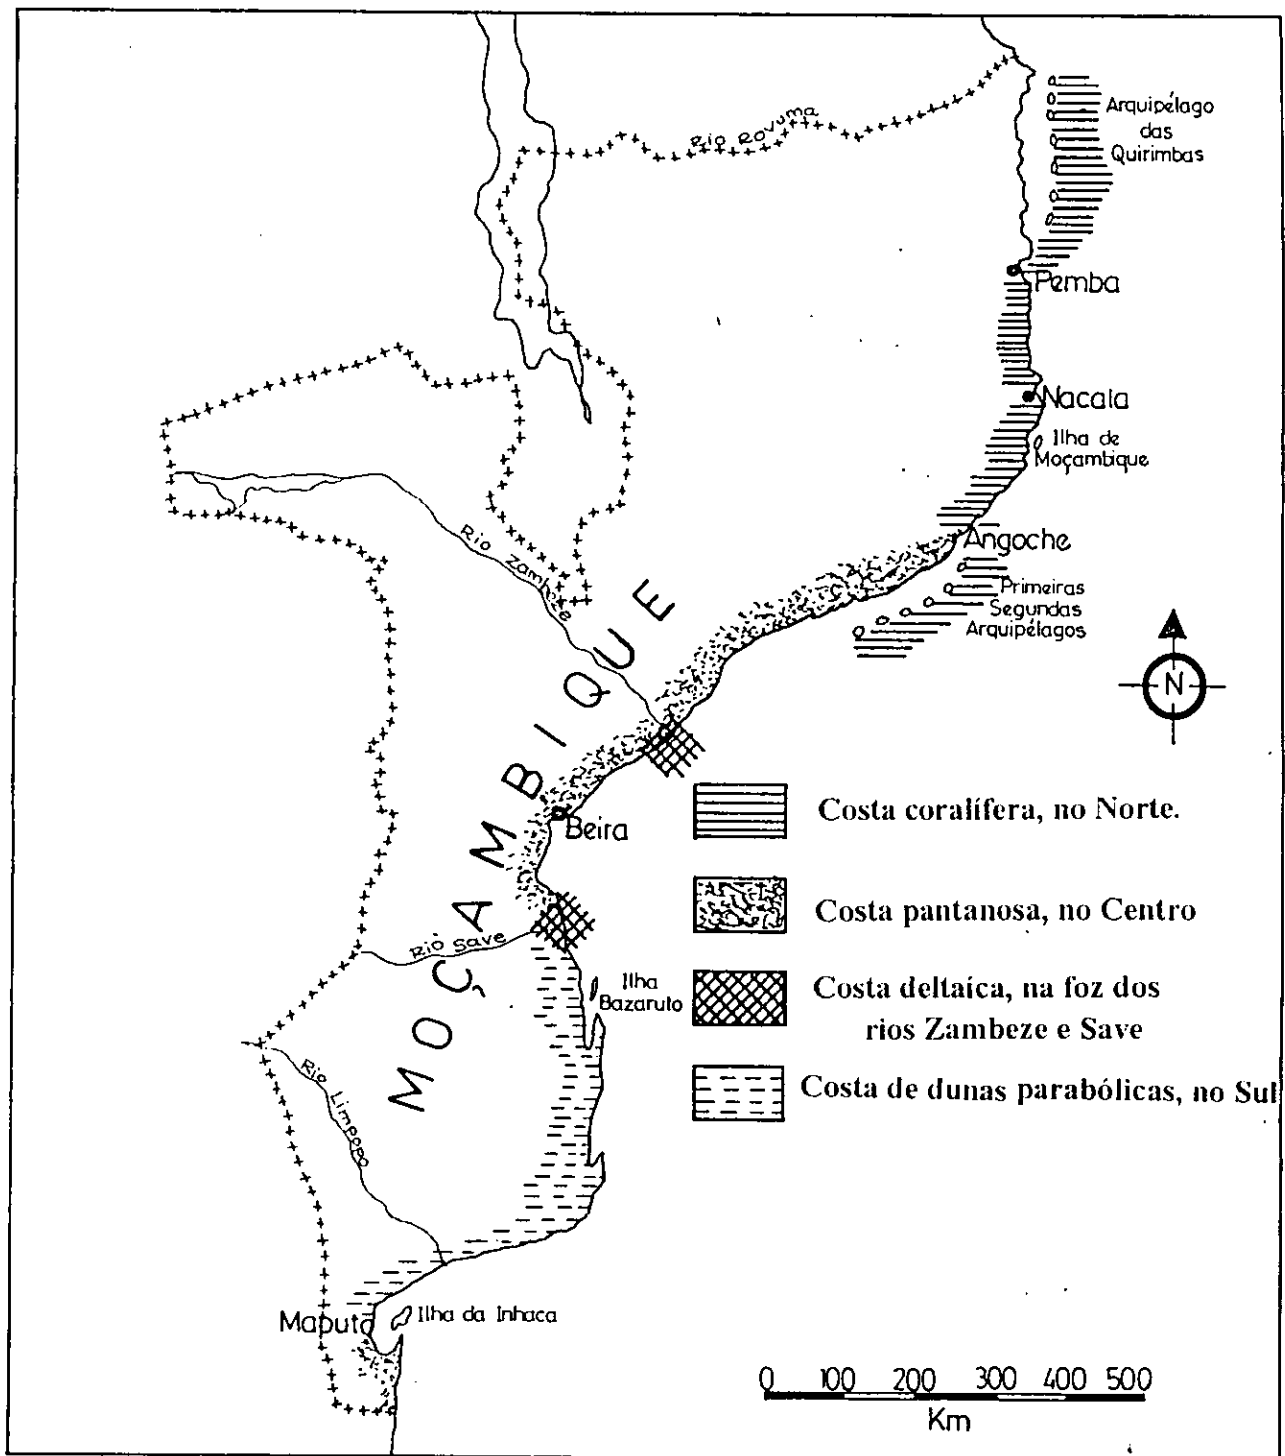 Rio Rovuma
Arquipélago
das
Quirimbas
Pemba
Nacala
Ilha de
Moçambique
Angoche
Primeiras
Segundas
Arquipélagos
Rio Zambeze
MOÇAMBIQUE
N
Beira
Costa coralífera, no Norte.
Costa pantanosa, no Centro
Rio Save
Ilha
Bazaruto
Costa deltaíca, na foz dos
rios Zambeze e Save
Costa de dunas parabólicas, no Sul
Rio Limpopo
Maputo
Ilha da Inhaca
0 100 200 300 400 500
Km